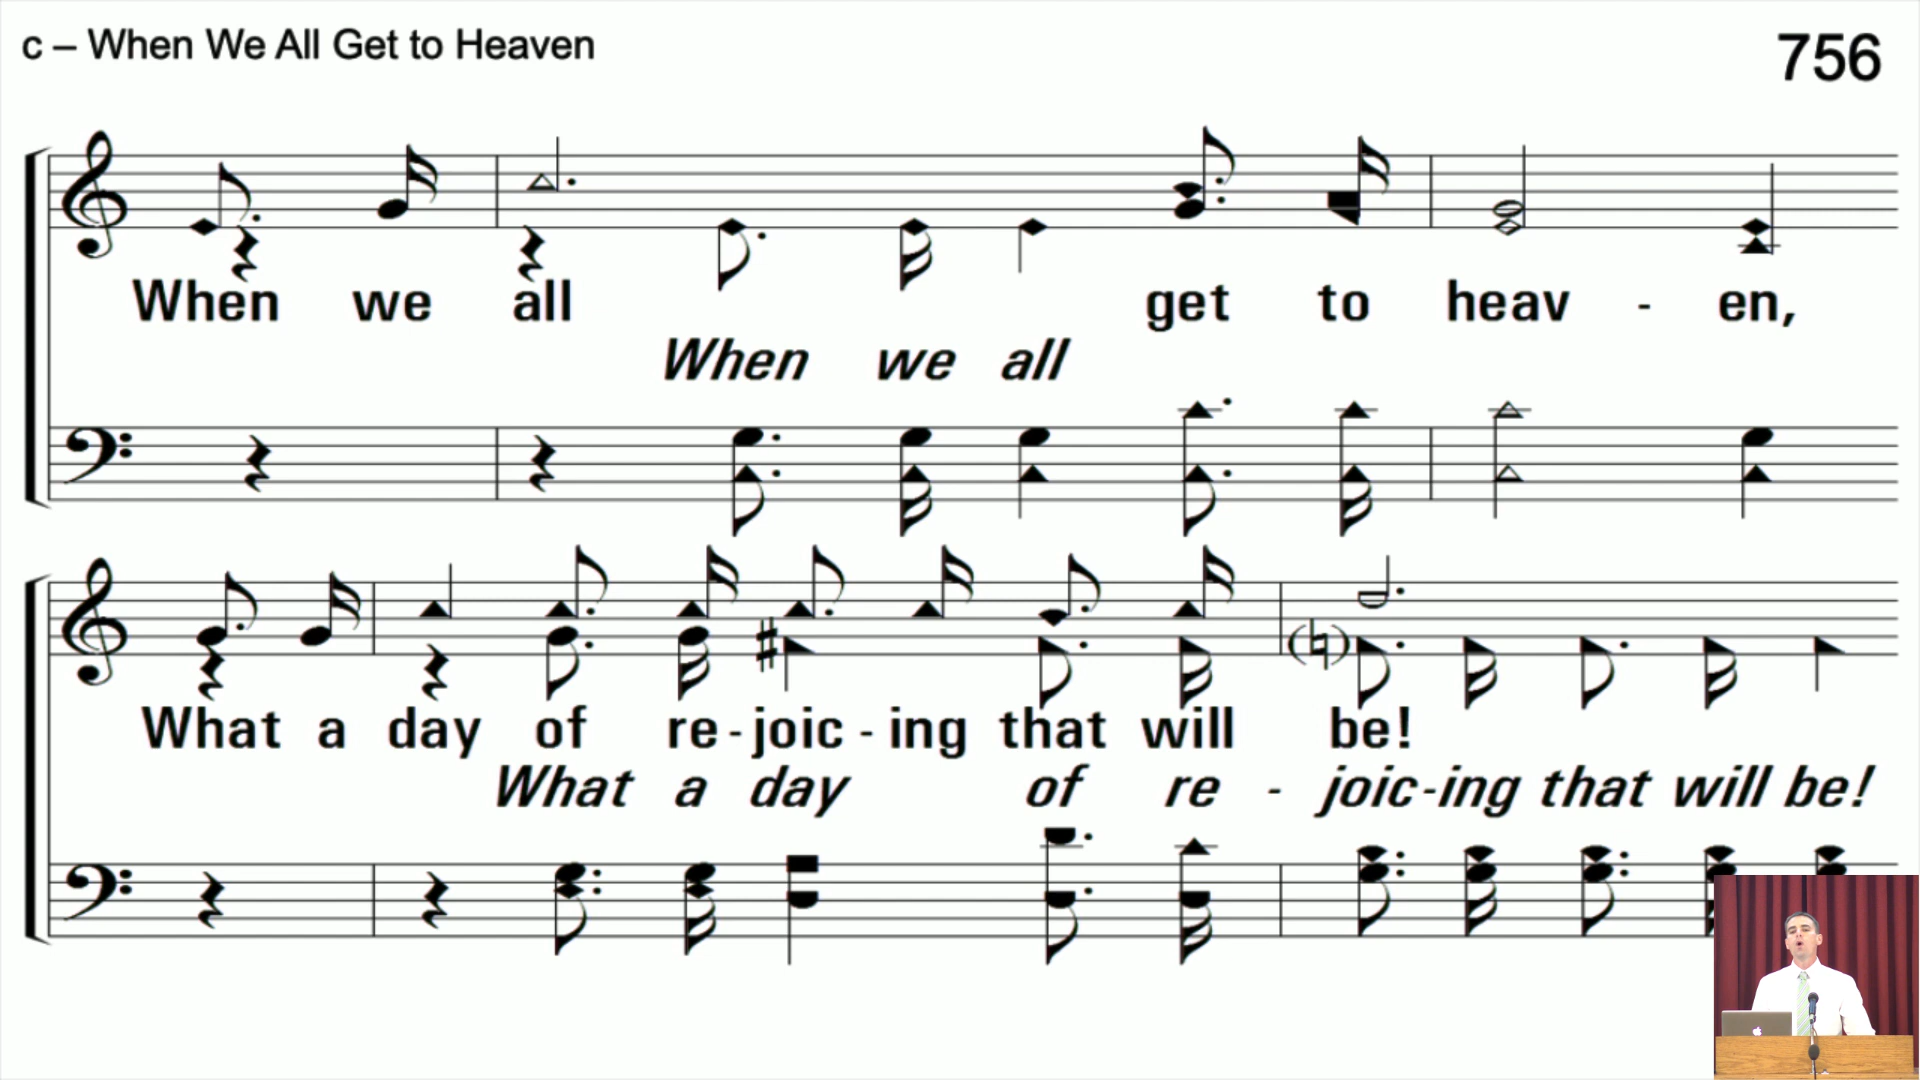 c – When We All Get to Heaven
756
When we all get to heav - en,
When we all
What a day of re - joic - ing that will be!
What a day of re - joic - ing that will be!